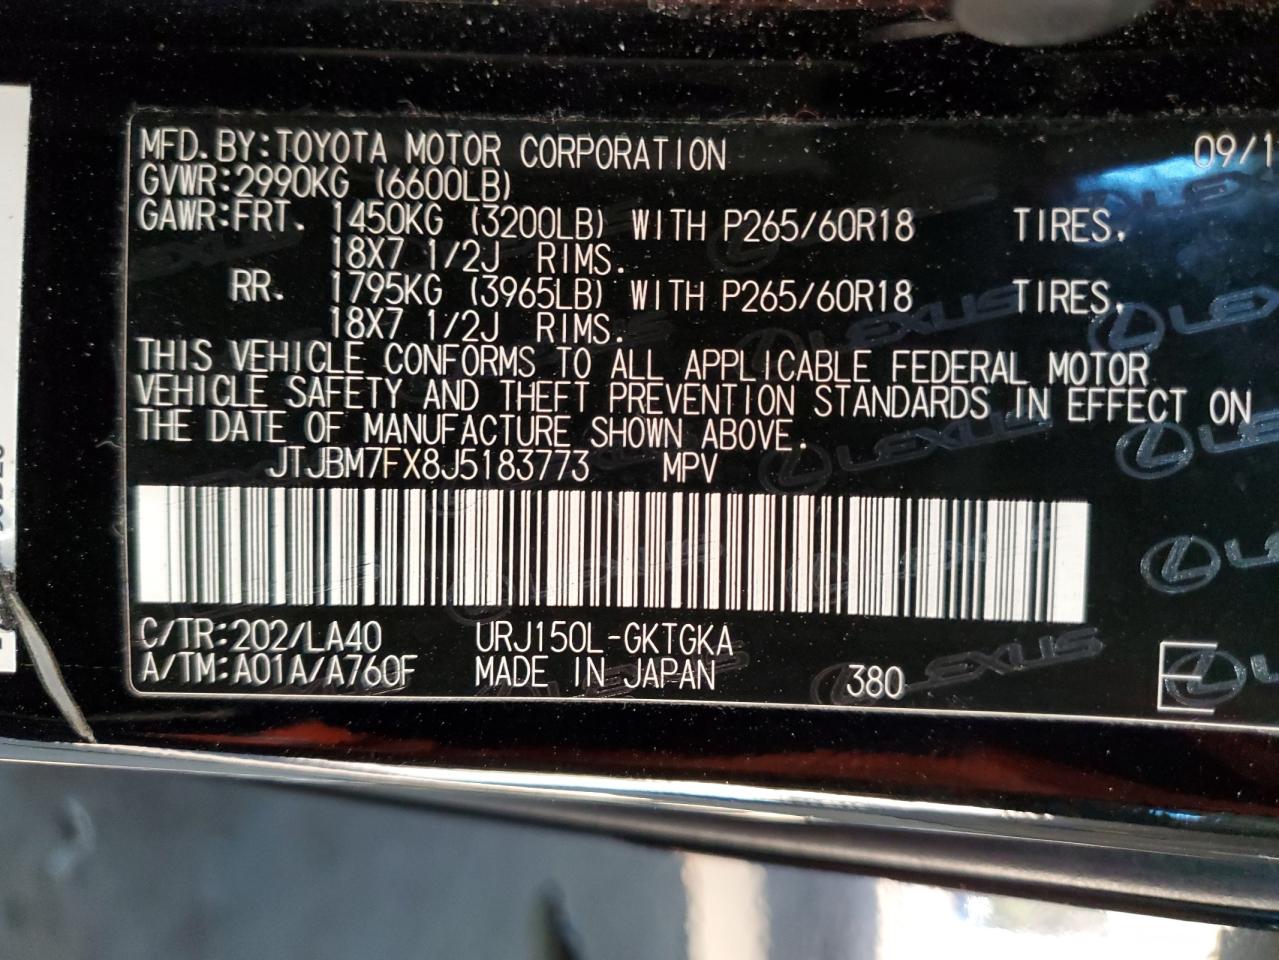 MFD.BY:TOYOTA MOTOR CORPORATION 09/1
GVWR:2990KG (6600LB)
GAWR:FRT. 1450KG (3200LB) WITH P265/60R18 TIRES.
18X7 1/2J RIMS.
RR. 1795KG (3965LB) WITH P265/60R18 TIRES.
18X7 1/2J RIMS.
THIS VEHICLE CONFORMS TO ALL APPLICABLE FEDERAL MOTOR
VEHICLE SAFETY AND THEFT PREVENTION STANDARDS IN EFFECT ON
THE DATE OF MANUFACTURE SHOWN ABOVE.
JTJBM7FX8J5183773 MPV
C/TR:202/LA40 URJ150L-GKTGKA
A/TM:A01A/A760F MADE IN JAPAN 380 E
LEXUS